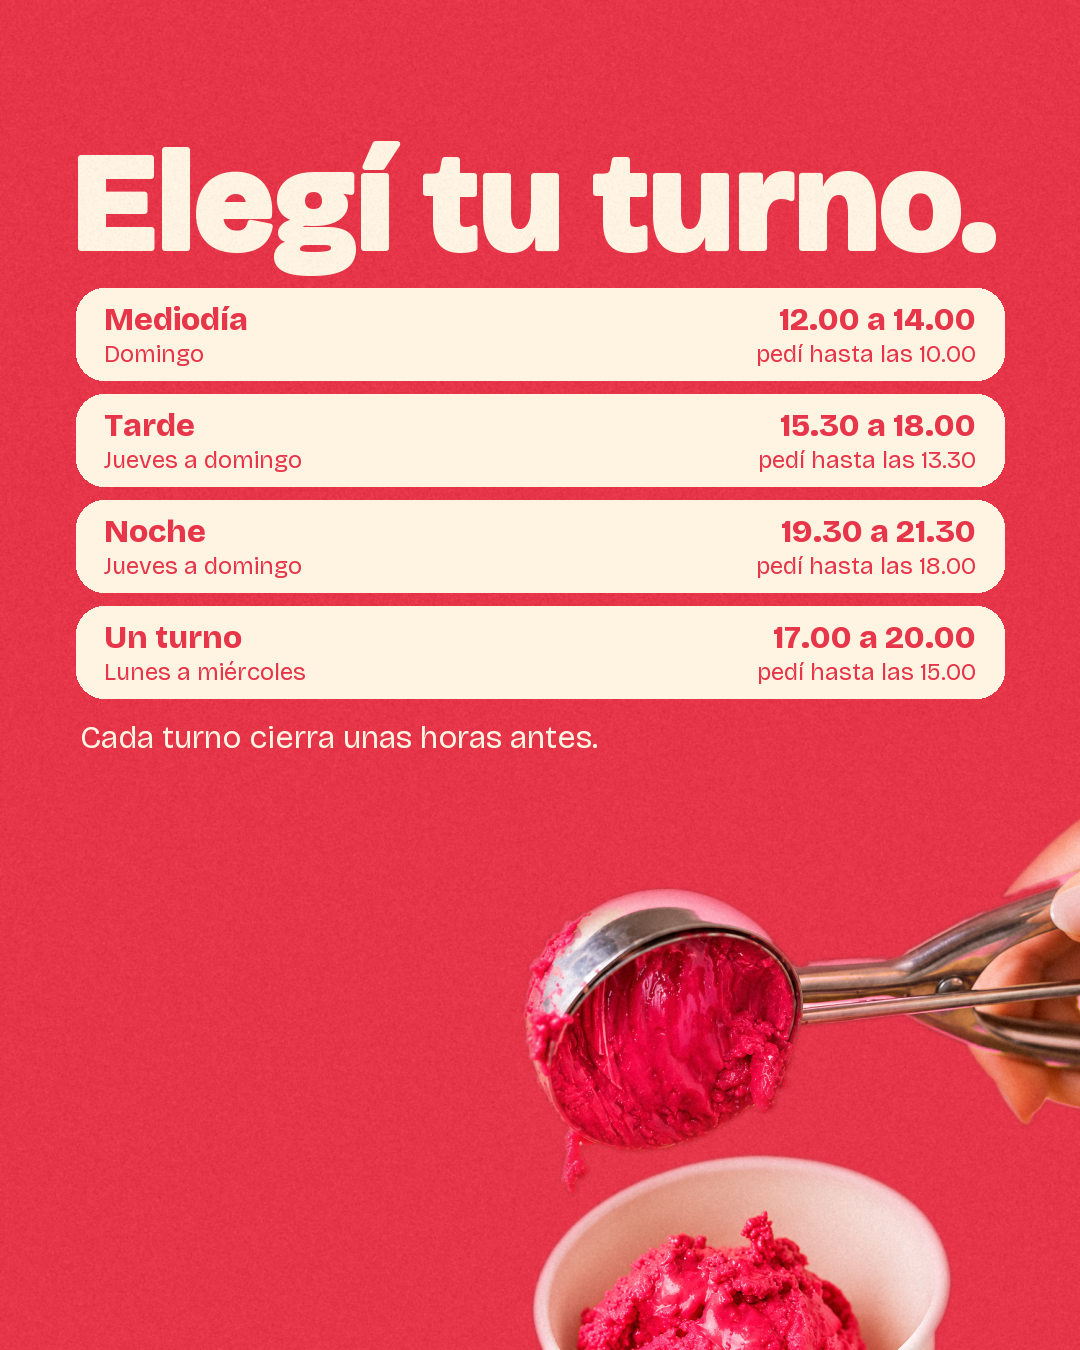 Elegí tu turno.
Mediodía
12.00 a 14.00
Domingo
pedí hasta las 10.00
Tarde
15.30 a 18.00
Jueves a domingo
pedí hasta las 13.30
Noche
19.30 a 21.30
Jueves a domingo
pedí hasta las 18.00
Un turno
17.00 a 20.00
Lunes a miércoles
pedí hasta las 15.00
Cada turno cierra unas horas antes.